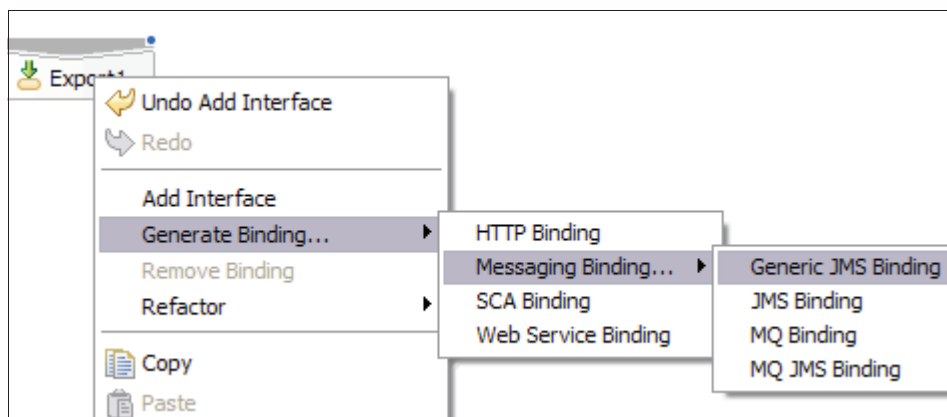 Export1
Undo Add Interface
Redo
Add Interface
Generate Binding...
Remove Binding
Refactor
Copy
Paste
HTTP Binding
Messaging Binding...
SCA Binding
Web Service Binding
Generic JMS Binding
JMS Binding
MQ Binding
MQ JMS Binding